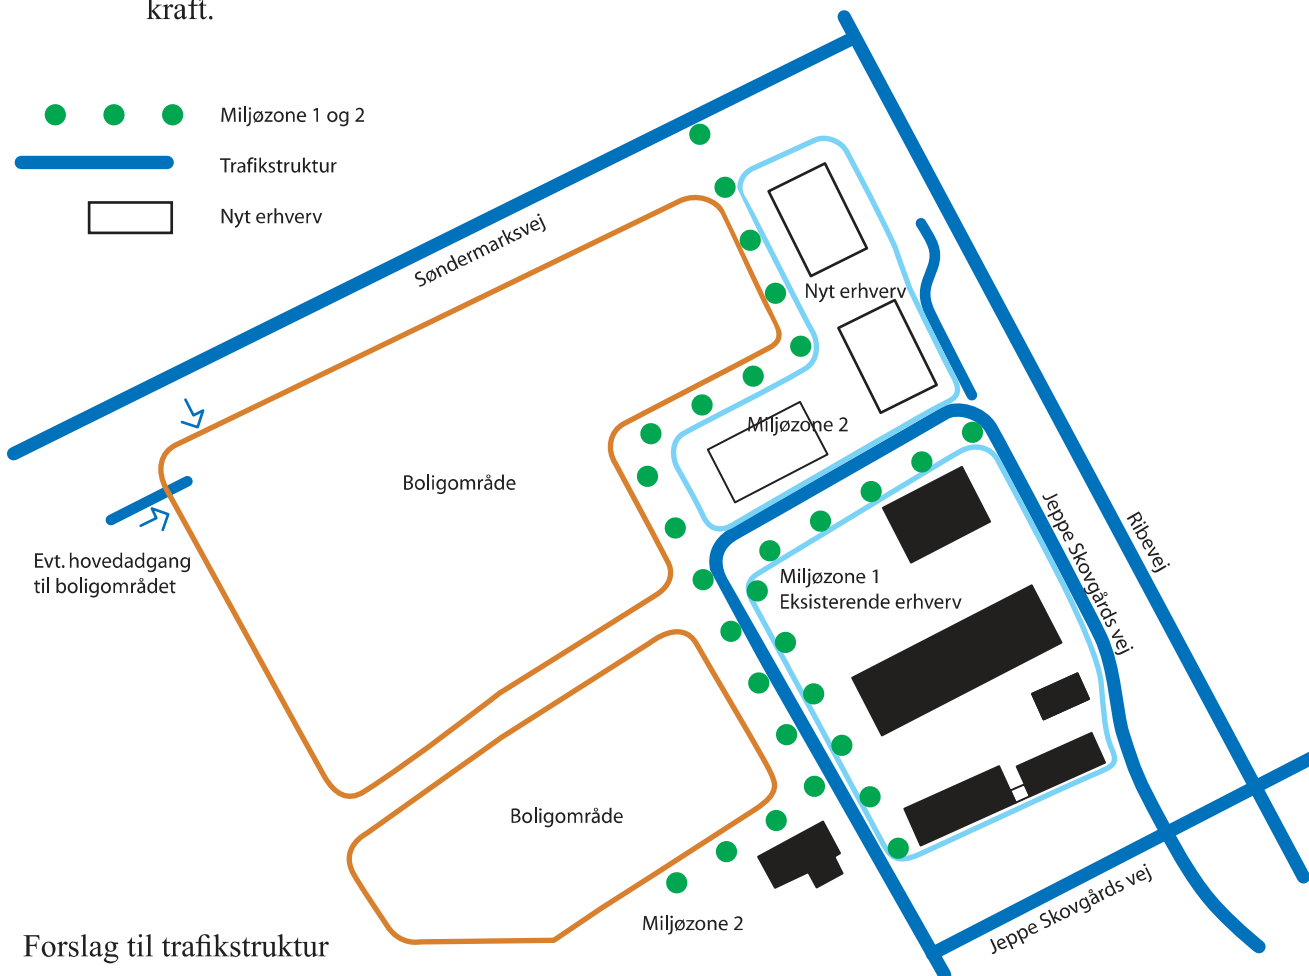 kraft.
Miljøzone 1 og 2
Trafikstruktur
Nyt erhverv
Søndermarksvej
Nyt erhverv
Miljøzone 2
Boligområde
Jeppe Skovgårds vej
Ribevej
Evt. hovedadgang
til boligområdet
Miljøzone 1
Eksisterende erhverv
Boligområde
Miljøzone 2
Jeppe Skovgårds vej
Forslag til trafikstruktur